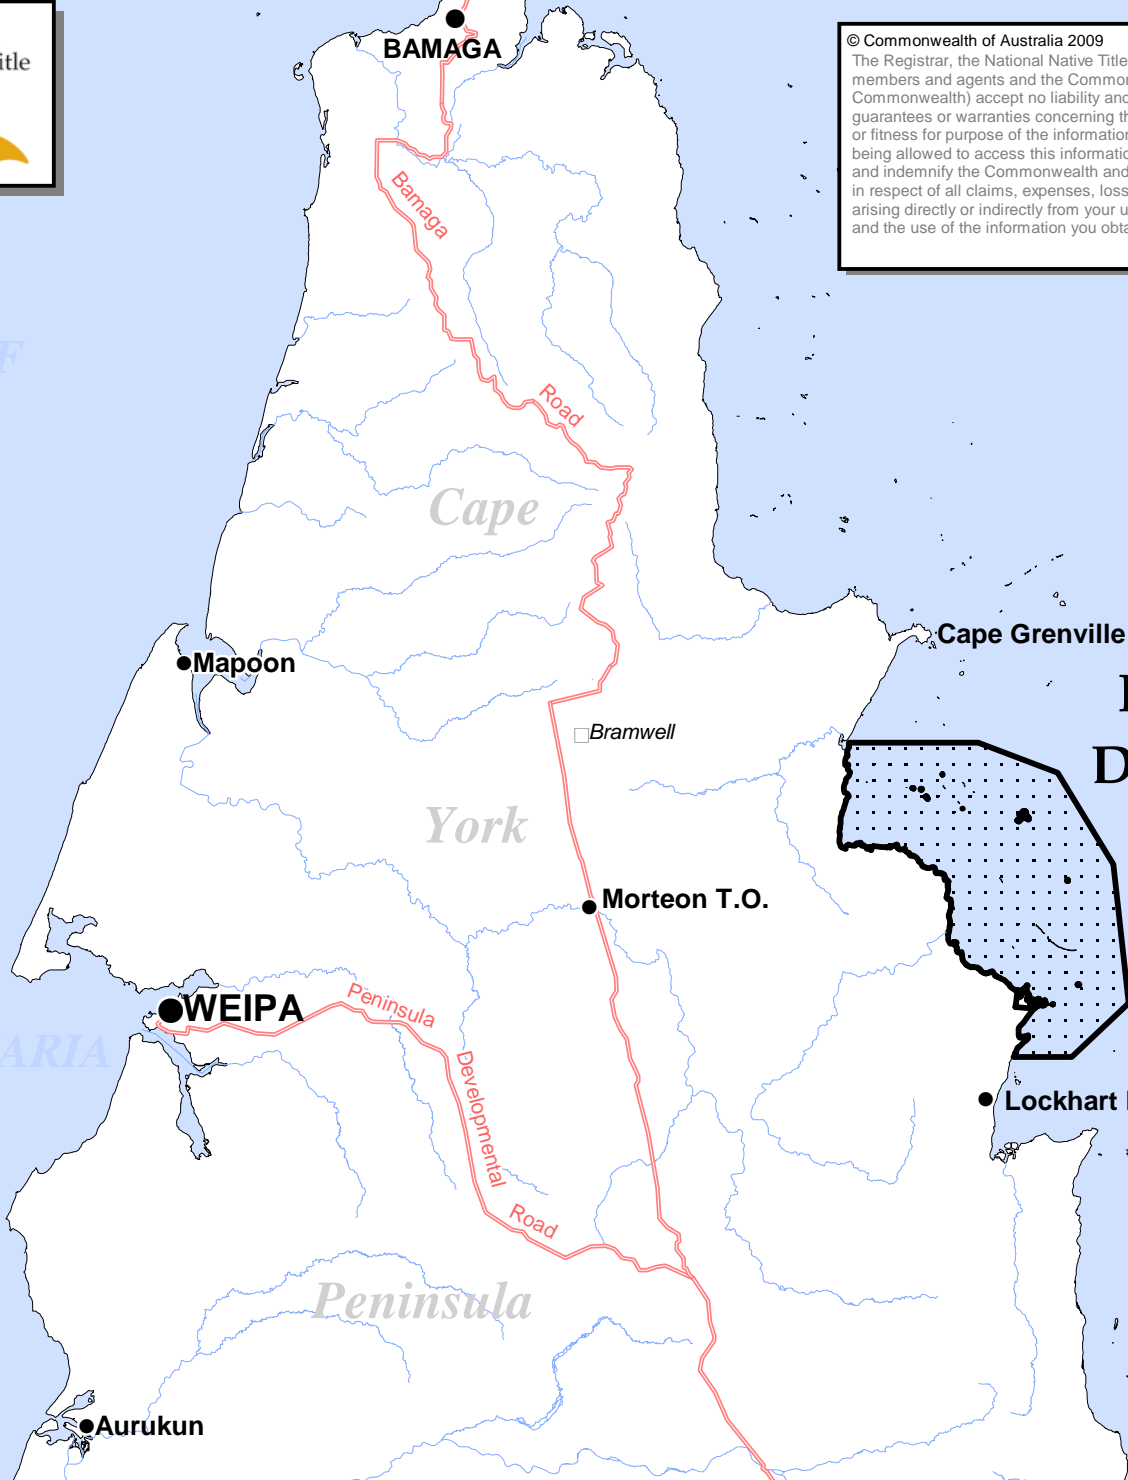 BAMAGA
itle
© Commonwealth of Australia 2009
The Registrar, the National Native Title
members and agents and the Common
Commonwealth) accept no liability and
guarantees or warranties concerning th
or fitness for purpose of the information
being allowed to access this informatio
and indemnify the Commonwealth and
in respect of all claims, expenses, loss
arising directly or indirectly from your u
and the use of the information you obta
Bamaga
F
Road
Cape
Cape Grenville
Mapoon
Bramwell
D
York
Morteon T.O.
WEIPA
Peninsula
ARIA
Developmental
Lockhart
Road
Peninsula
Aurukun